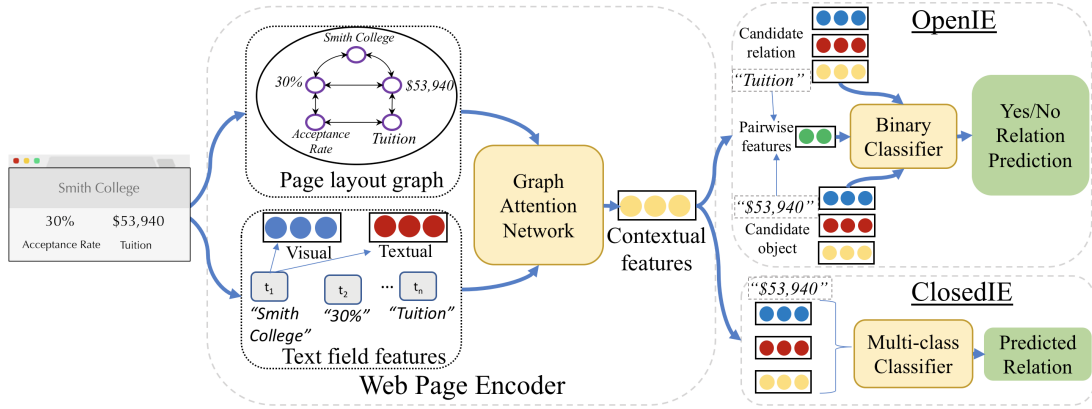 Smith College
30%
$53,940
Acceptance Rate
Tuition
Smith College
30%
$53,940
Acceptance
Rate
Tuition
Page layout graph
Visual
Textual
t1
t2
...
tn
“Smith
College”
“30%”
“Tuition”
Text field features
Web Page Encoder
Graph
Attention
Network
Contextual
features
OpenIE
Candidate
relation
“Tuition”
Pairwise
features
“$53,940”
Candidate
object
Binary
Classifier
Yes/No
Relation
Prediction
ClosedIE
“$53,940”
Multi-class
Classifier
Predicted
Relation